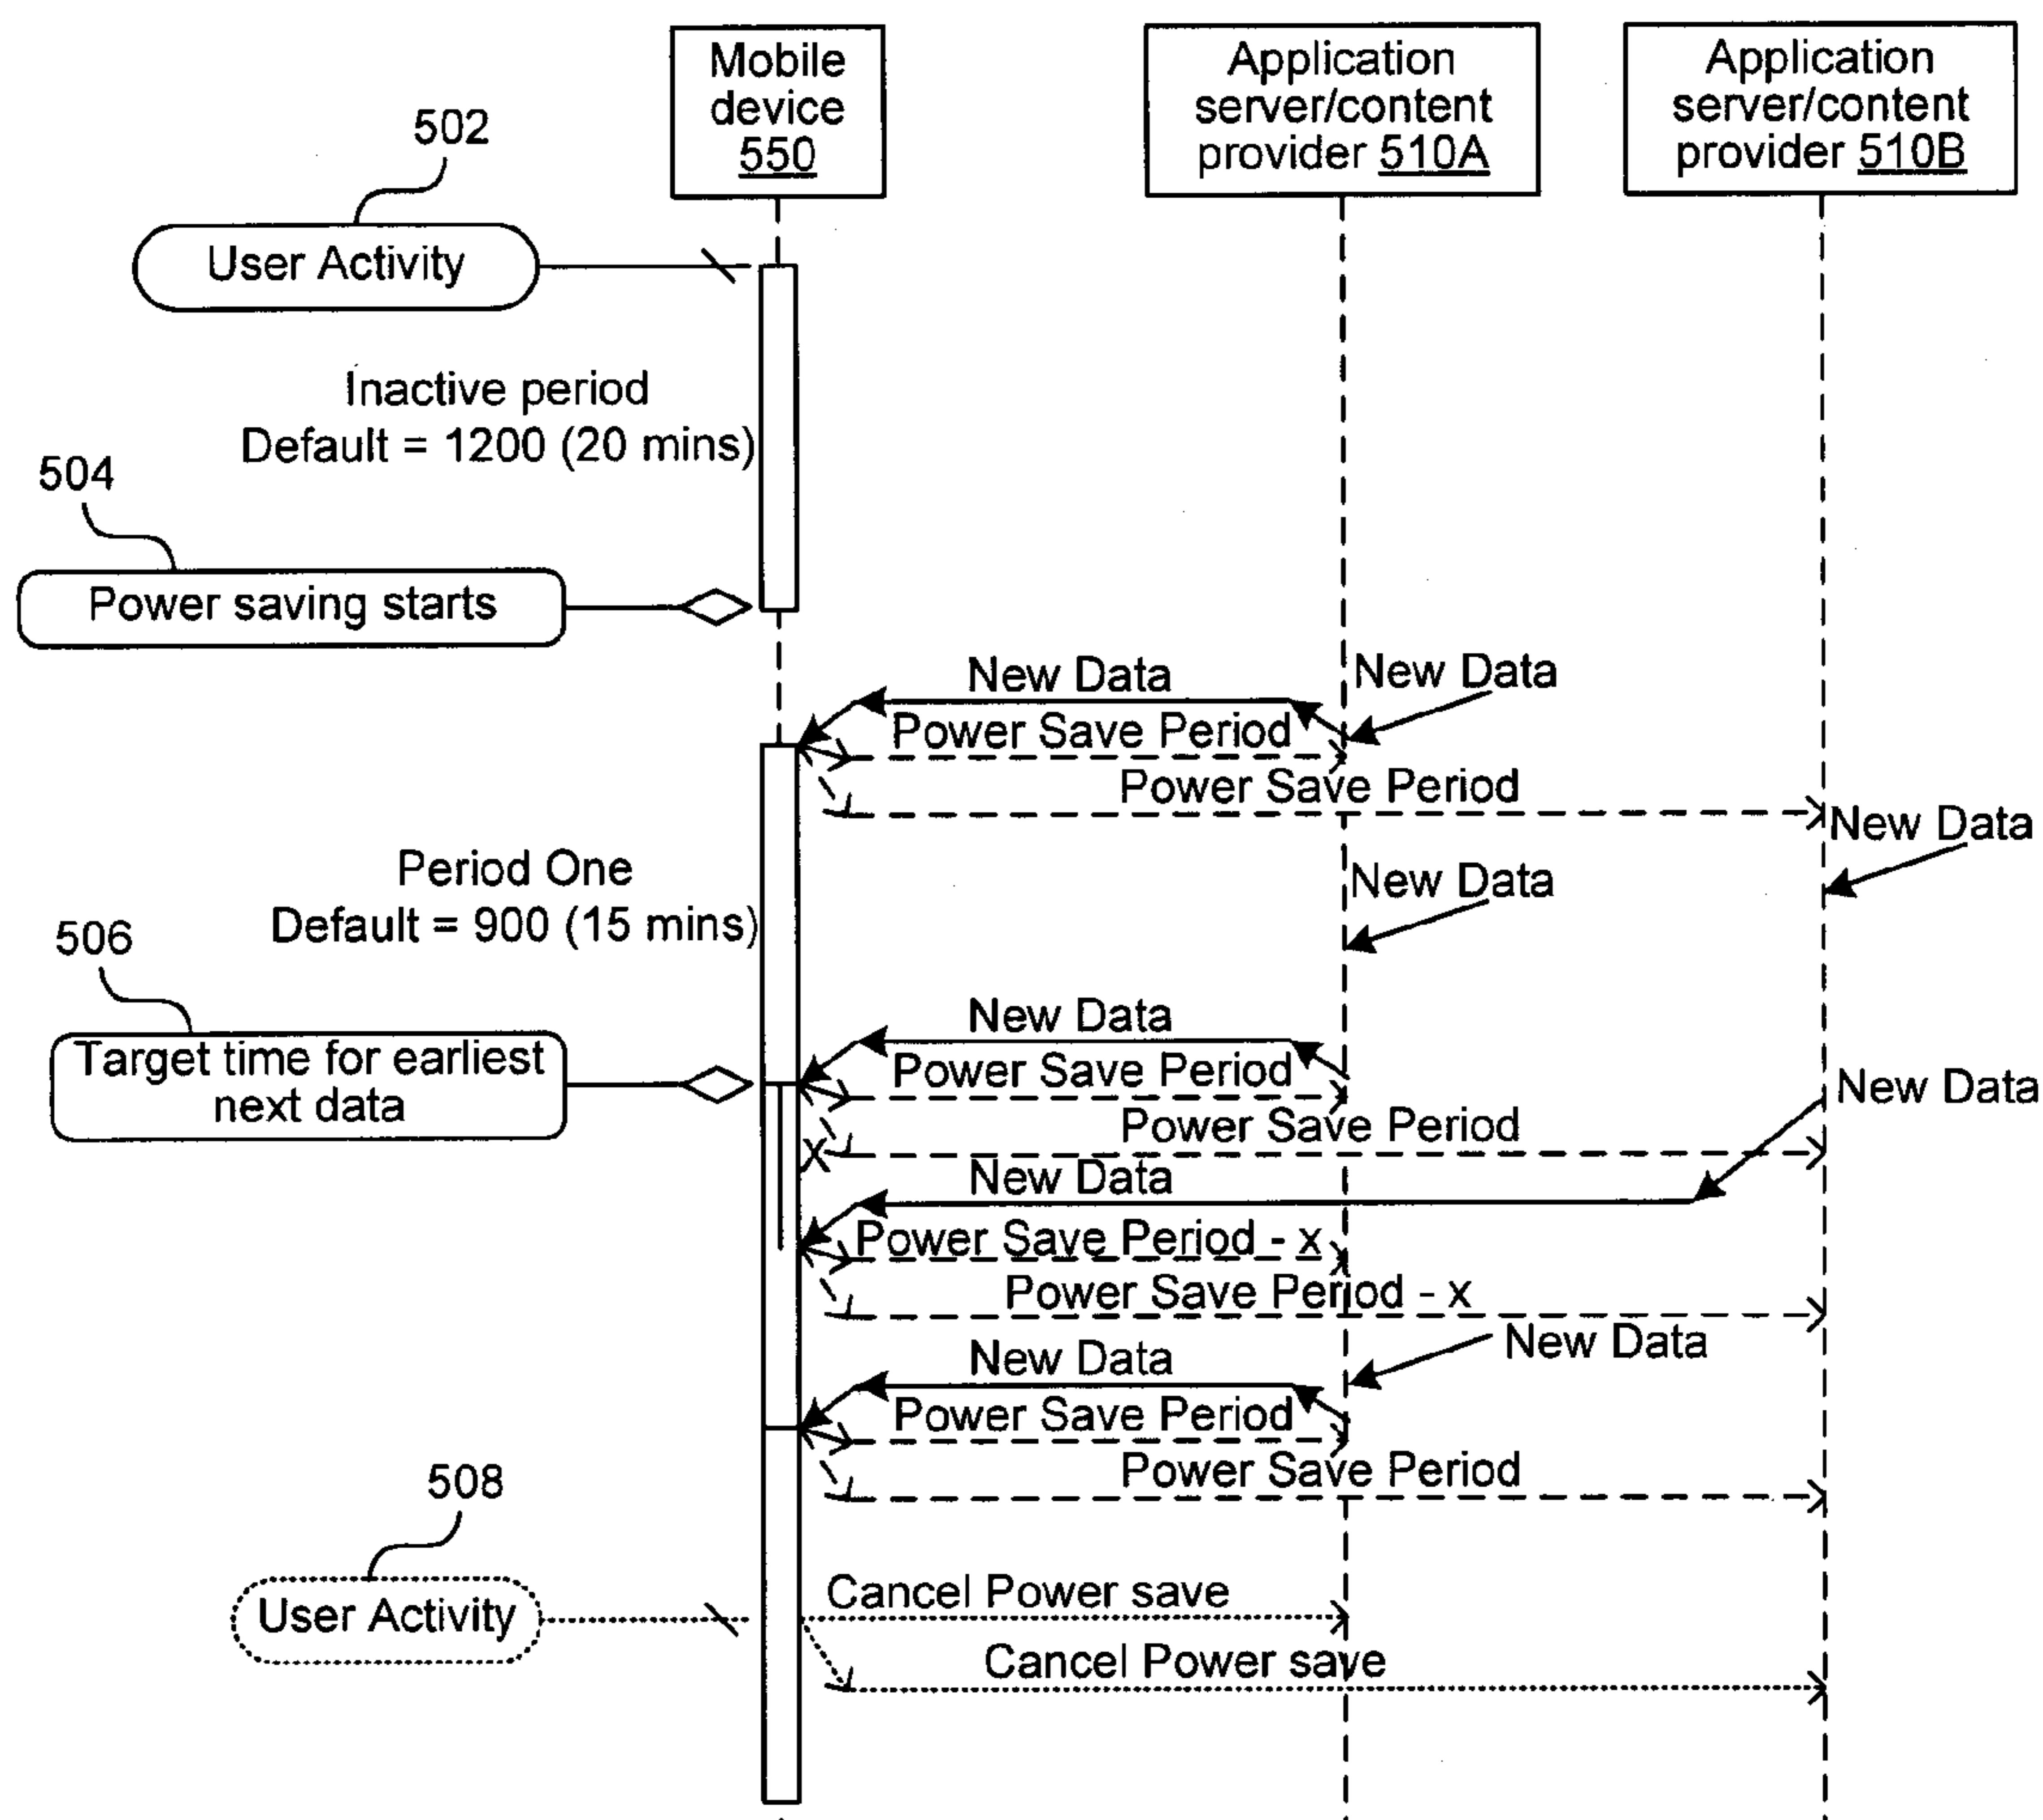 Mobile
device
550
Application
server/content
provider 510A
Application
server/content
provider 510B
502
User Activity
Inactive period
Default = 1200 (20 mins)
504
Power saving starts
New Data
New Data
Power Save Period
Power Save Period
New Data
Period One
Default = 900 (15 mins)
New Data
506
Target time for earliest
next data
New Data
Power Save Period
New Data
Power Save Period
x
New Data
Power Save Period - x
Power Save Period - x
New Data
New Data
Power Save Period
Power Save Period
508
User Activity
Cancel Power save
Cancel Power save